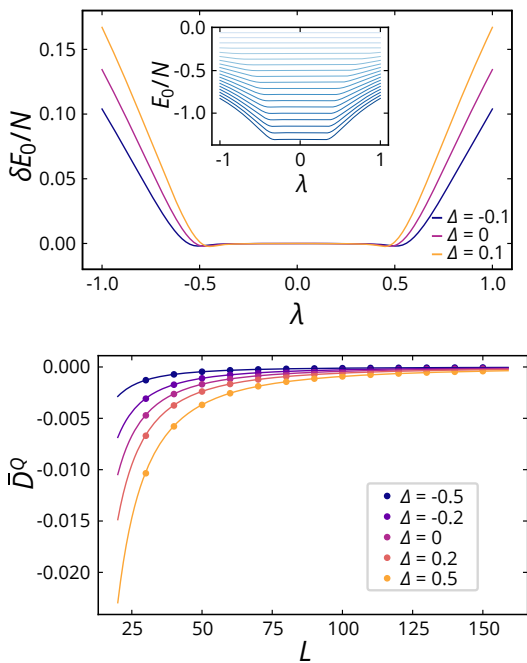 0.15
0.10
0.05
0.00
δE₀/N
-1.0
-0.5
0.0
0.5
1.0
λ
0.0
-0.5
-1.0
E₀/N
-1
0
1
λ
Δ = -0.1
Δ = 0
Δ = 0.1
0.000
-0.005
-0.010
-0.015
-0.020
D̄Q
25
50
75
100
125
150
L
Δ = -0.5
Δ = -0.2
Δ = 0
Δ = 0.2
Δ = 0.5